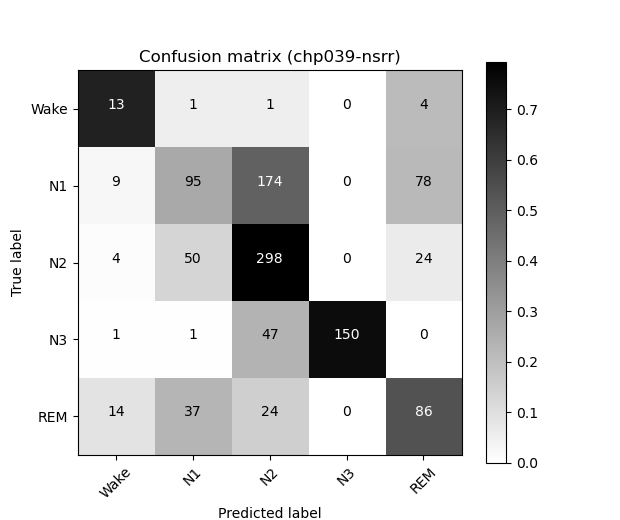 Confusion matrix (chp039-nsrr)
Wake 13 1 1 0 4
N1 9 95 174 0 78
N2 4 50 298 0 24
N3 1 1 47 150 0
REM 14 37 24 0 86
Wake N1 N2 N3 REM
Predicted label
True label
0.7
0.6
0.5
0.4
0.3
0.2
0.1
0.0